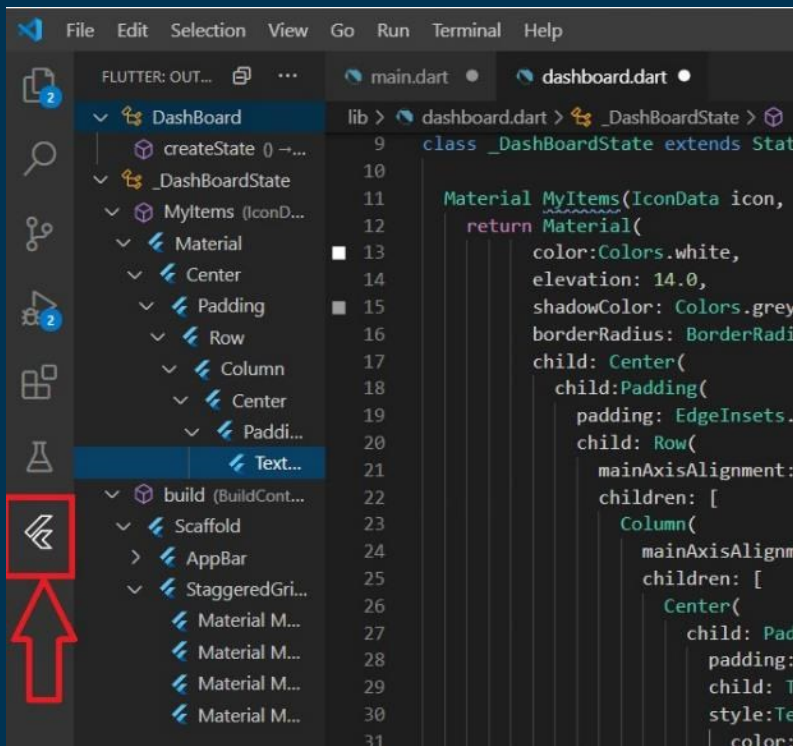 File Edit Selection View Go Run Terminal Help
FLUTTER: OUT... ...
main.dart
dashboard.dart
lib > dashboard.dart > _DashBoardState >
2
2
DashBoard
createState () →...
_DashBoardState
MyItems (IconD...
Material
Center
Padding
Row
Column
Center
Paddi...
Text...
build (BuildCont...
Scaffold
AppBar
StaggeredGri...
Material M...
Material M...
Material M...
Material M...
9 class _DashBoardState extends Stat
10
11 Material MyItems(IconData icon,
12 return Material(
13 color:Colors.white,
14 elevation: 14.0,
15 shadowColor: Colors.grey
16 borderRadius: BorderRadi
17 child: Center(
18 child:Padding(
19 padding: EdgeInsets.
20 child: Row(
21 mainAxisAlignment:
22 children: [
23 Column(
24 mainAxisAlignm
25 children: [
26 Center(
27 child: Pad
28 padding:
29 child: T
30 style:Te
31 color: